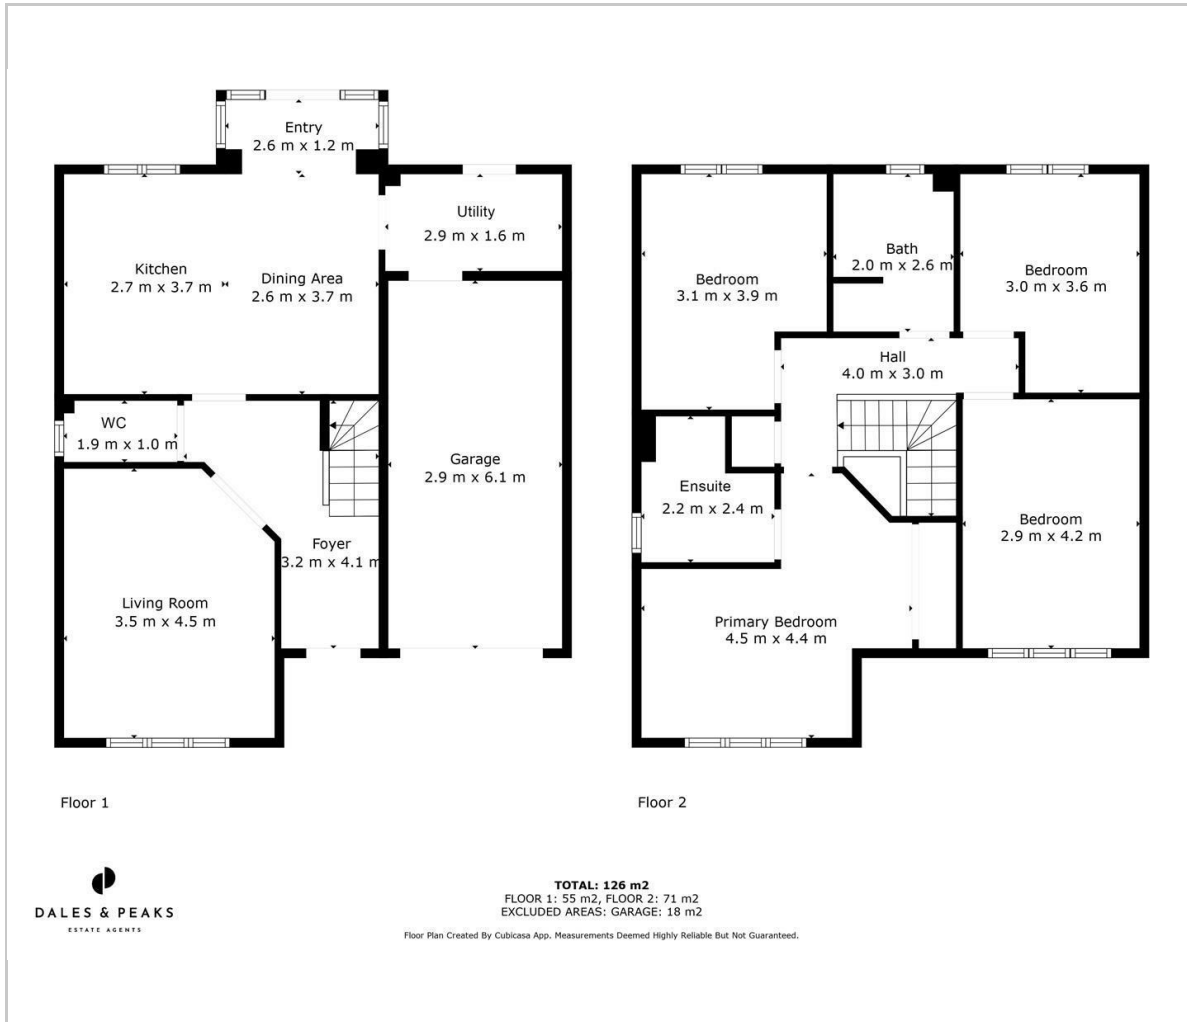 Entry
2.6 m x 1.2 m
Utility
2.9 m x 1.6 m
Kitchen
2.7 m x 3.7 m
Dining Area
2.6 m x 3.7 m
WC
1.9 m x 1.0 m
Garage
2.9 m x 6.1 m
Foyer
3.2 m x 4.1 m
Living Room
3.5 m x 4.5 m
Floor 1
Bedroom
3.1 m x 3.9 m
Bath
2.0 m x 2.6 m
Bedroom
3.0 m x 3.6 m
Hall
4.0 m x 3.0 m
Ensuite
2.2 m x 2.4 m
Bedroom
2.9 m x 4.2 m
Primary Bedroom
4.5 m x 4.4 m
Floor 2
DALES & PEAKS
ESTATE AGENTS
TOTAL: 126 m2
FLOOR 1: 55 m2, FLOOR 2: 71 m2
EXCLUDED AREAS: GARAGE: 18 m2
Floor Plan Created By Cubicasa App. Measurements Deemed Highly Reliable But Not Guaranteed.